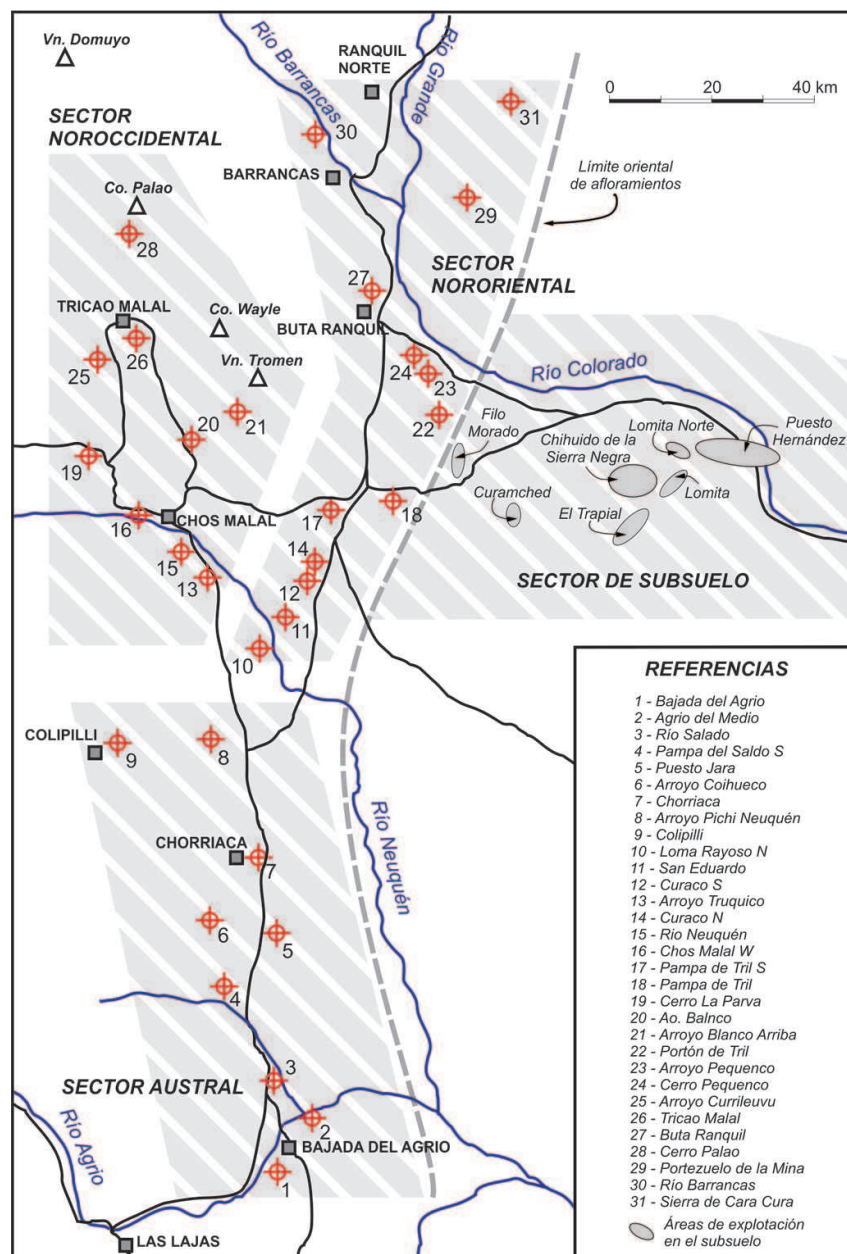 Vn. Domuyo
Río Barrancas
RANQUIL
NORTE
Río Grande
0 20 40 km
SECTOR
NOROCCIDENTAL
30
31
BARRANCAS
Límite oriental
de afloramientos
Co. Palao
28
29
SECTOR
NORORIENTAL
27
TRICAO MALAL
Co. Wayle
BUTA RANQUIL
26
25
Vn. Tromen
24
23
Río Colorado
20
21
22
Filo
Morado
Lomita Norte
Puesto
Hernández
Chihuido de la
Sierra Negra
19
Curamched
Lomita
16
CHOS MALAL
17
18
El Trapial
15
14
13
12
SECTOR DE SUBSUELO
11
10
COLIPILLI
9
8
Río Neuquén
CHORRIACA
7
6
5
4
3
SECTOR AUSTRAL
2
Río Agrio
BAJADA DEL AGRIO
1
LAS LAJAS
REFERENCIAS
1 - Bajada del Agrio
2 - Agrio del Medio
3 - Río Salado
4 - Pampa del Saldo S
5 - Puesto Jara
6 - Arroyo Coihueco
7 - Chorriaca
8 - Arroyo Pichi Neuquén
9 - Colipilli
10 - Loma Rayoso N
11 - San Eduardo
12 - Curaco S
13 - Arroyo Truquico
14 - Curaco N
15 - Rio Neuquén
16 - Chos Malal W
17 - Pampa de Tril S
18 - Pampa de Tril
19 - Cerro La Parva
20 - Ao. Balnco
21 - Arroyo Blanco Arriba
22 - Portón de Tril
23 - Arroyo Pequenco
24 - Cerro Pequenco
25 - Arroyo Currileuvu
26 - Tricao Malal
27 - Buta Ranquil
28 - Cerro Palao
29 - Portezuelo de la Mina
30 - Río Barrancas
31 - Sierra de Cara Cura
Áreas de explotación
en el subsuelo